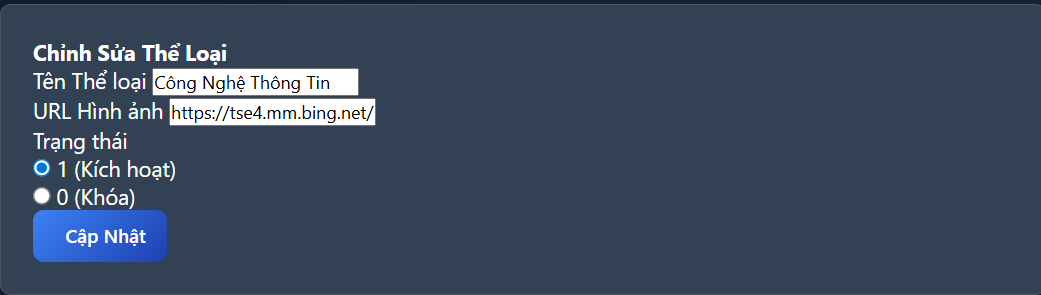 Chỉnh Sửa Thể Loại
Tên Thể loại Công Nghệ Thông Tin
URL Hình ảnh https://tse4.mm.bing.net/
Trạng thái
1 (Kích hoạt)
0 (Khóa)
Cập Nhật